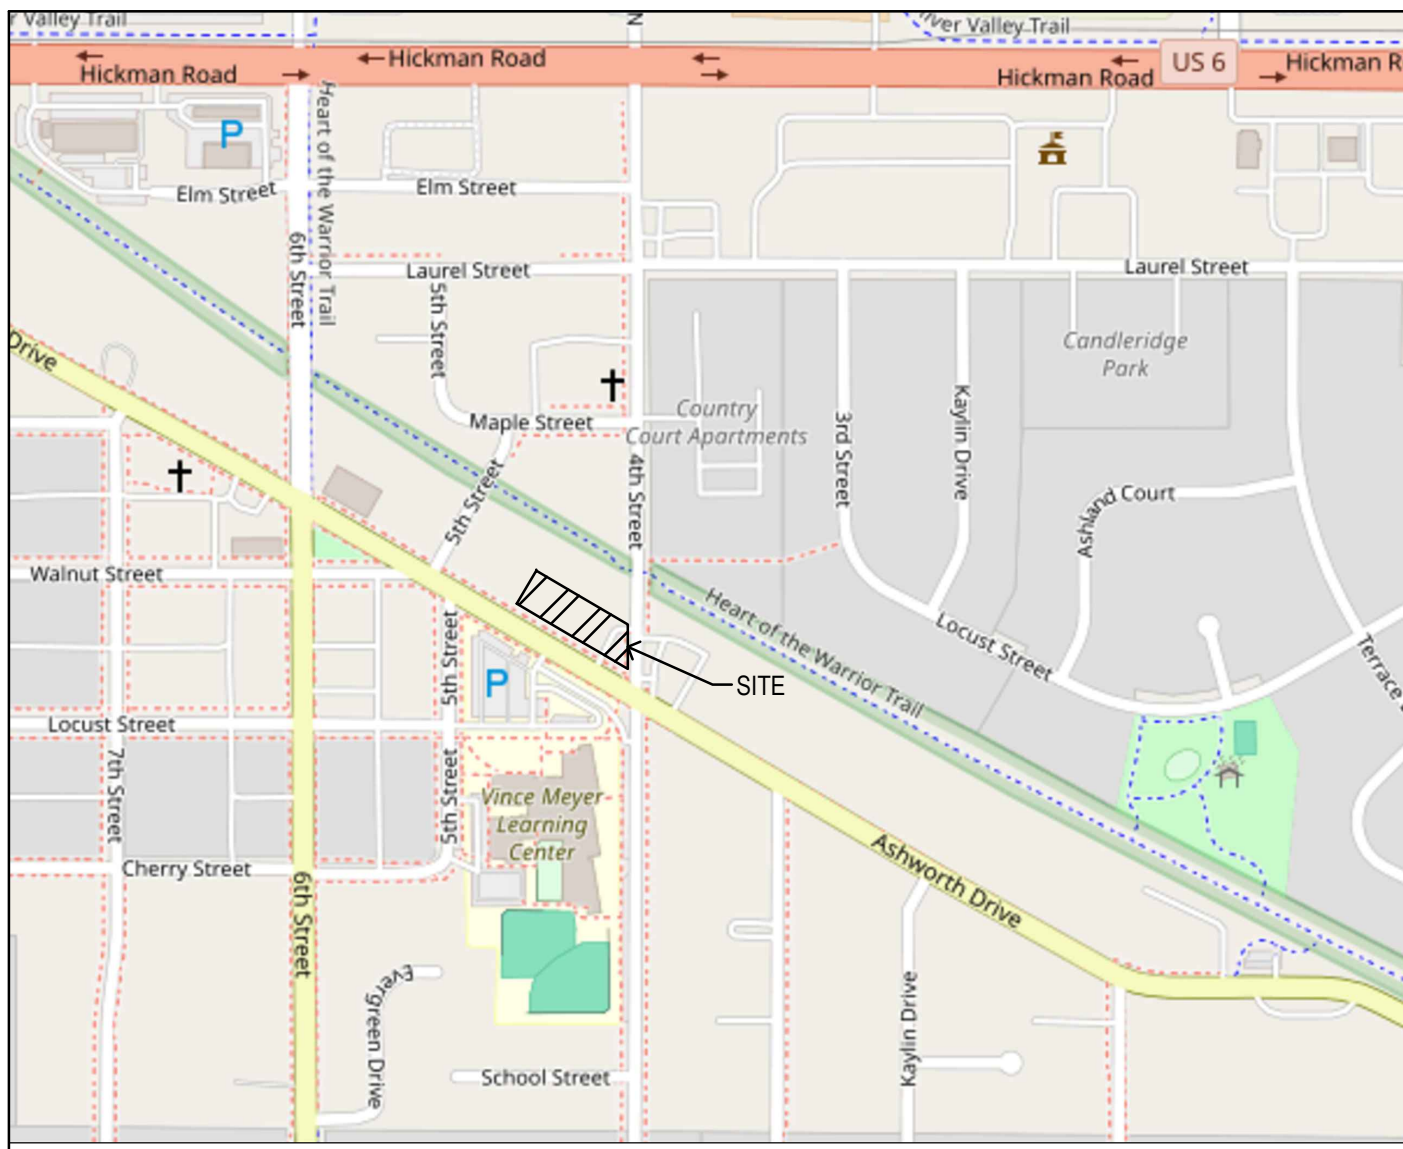 r Valley Trail
N
iver Valley Trail
Hickman Road
Hickman Road
Hickman Road
US 6
Hickman R
P
Heart of the Warrior Trail
Elm Street
Elm Street
6th Street
Laurel Street
Laurel Street
5th Street
Drive
Candleridge
Park
Maple Street
Country
Court Apartments
3rd Street
Kaylin Drive
4th Street
5th Street
Ashland Court
Walnut Street
Heart of the Warrior Trail
5th Street
Locust Street
Terrace
P
SITE
Locust Street
7th Street
5th Street
Vince Meyer
Learning
Center
Cherry Street
6th Street
Ashworth Drive
Evergreen Drive
Kaylin Drive
School Street